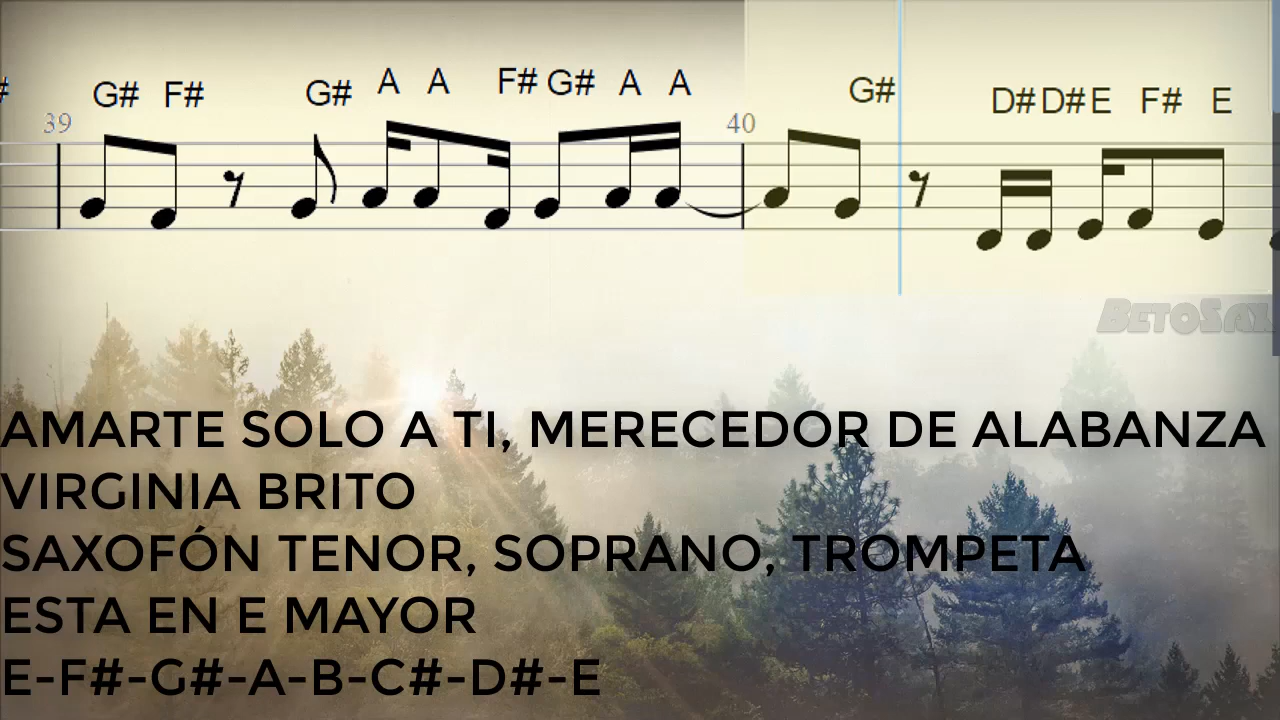 # G# F# G# A A F# G# A A G# D# D# E F# E
39 40
BetoSax
AMARTE SOLO A TI, MERECEDOR DE ALABANZA
VIRGINIA BRITO
SAXOFÓN TENOR, SOPRANO, TROMPETA
ESTA EN E MAYOR
E-F#-G#-A-B-C#-D#-E